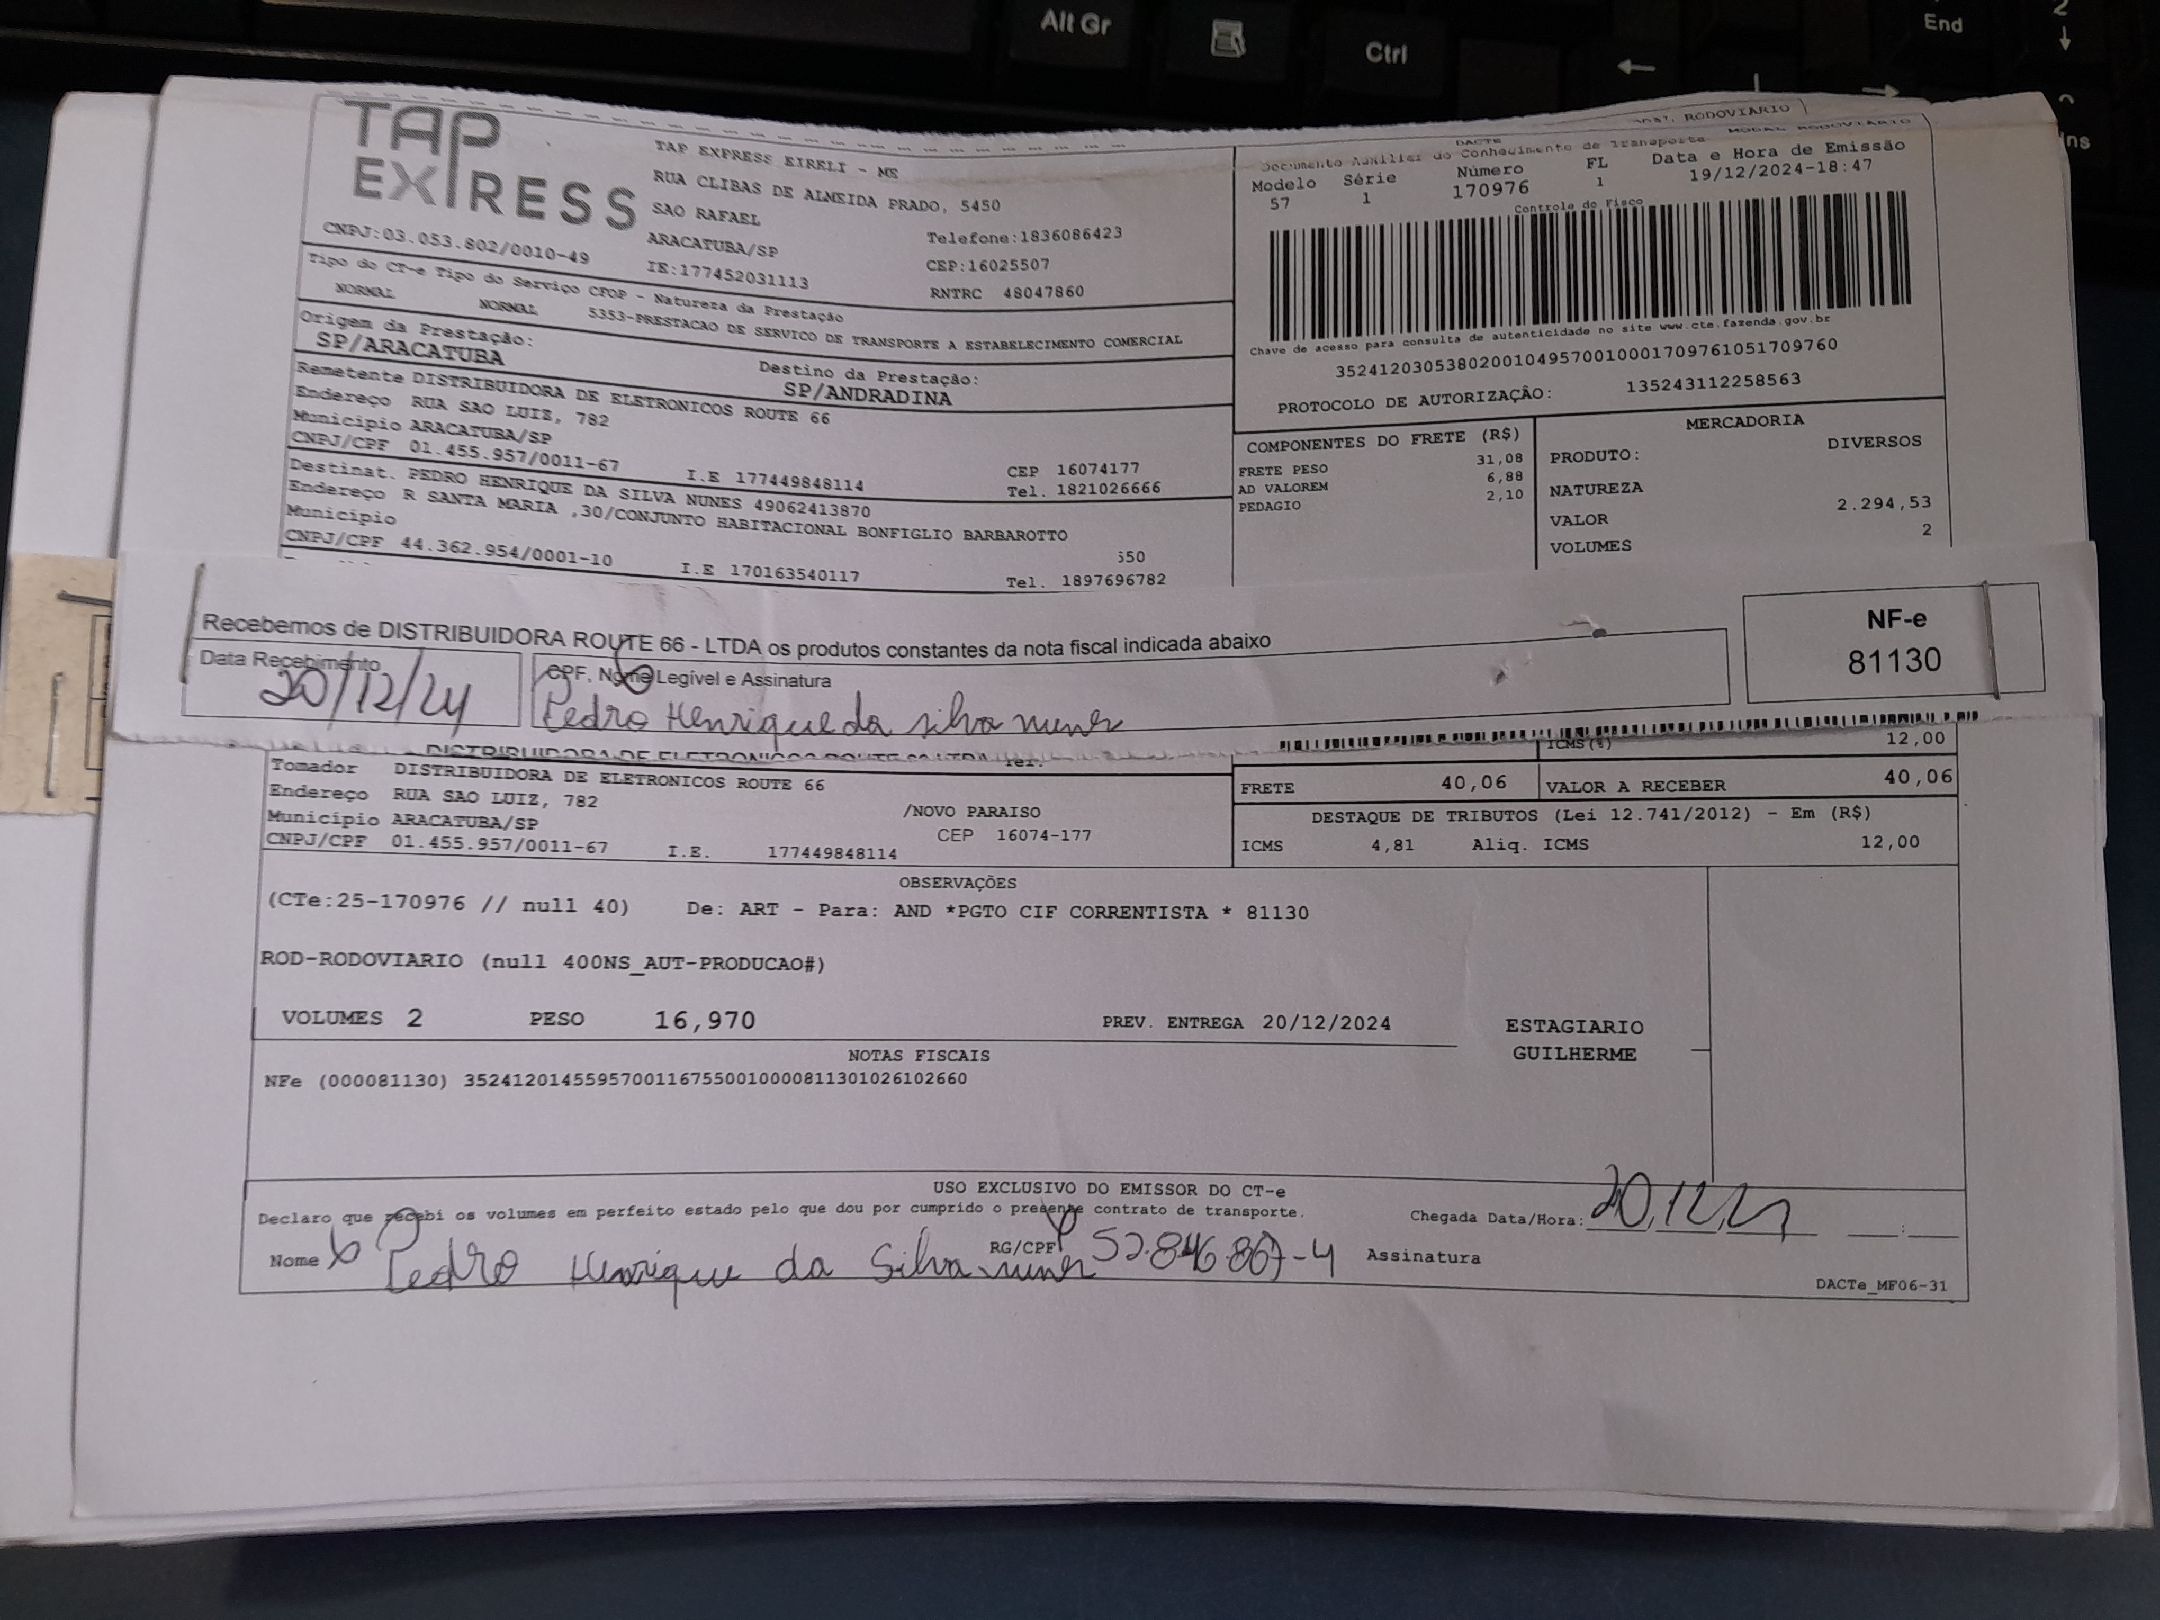 Alt Gr
Ctrl
End
TAP
EXPRESS
TAP EXPRESS EIRELI - MS
RUA CLIBAS DE ALMEIDA PRADO, 5450
SAO RAFAEL
ARACATUBA/SP
Telefone:1836086423
CNPJ:03.053.802/0010-49
IE:177452031113
CEP:16025507
RNTRC 48047860
Tipo do CT-e Tipo do Serviço CFOP - Natureza da Prestação
NORMAL NORMAL 5353-PRESTACAO DE SERVICO DE TRANSPORTE A ESTABELECIMENTO COMERCIAL
Origem da Prestação:
SP/ARACATUBA
Destino da Prestação:
SP/ANDRADINA
Remetente DISTRIBUIDORA DE ELETRONICOS ROUTE 66
Endereço RUA SAO LUIZ, 782
Municipio ARACATUBA/SP
CEP 16074177
CNPJ/CPF 01.455.957/0011-67 I.E 177449848114 Tel. 1821026666
Destinat. PEDRO HENRIQUE DA SILVA NUNES 49062413870
Endereço R SANTA MARIA ,30/CONJUNTO HABITACIONAL BONFIGLIO BARBAROTTO
Municipio
CNPJ/CPF 44.362.954/0001-10 I.E 170163540117 Tel. 1897696782
RODOVIARIO
DACTE
MODAL RODOVIARIO
Documento Auxiliar do Conhecimento de Transporte
Modelo Série Número FL Data e Hora de Emissão
57 1 170976 1 19/12/2024-18:47
Controle do Fisco
Chave de acesso para consulta de autenticidade no site www.cte.fazenda.gov.br
35241203053802001049570010001709761051709760
PROTOCOLO DE AUTORIZAÇÃO: 135243112258563
COMPONENTES DO FRETE (R$)
FRETE PESO 31,08
AD VALOREM 6,88
PEDAGIO 2,10
MERCADORIA
PRODUTO: DIVERSOS
NATUREZA
VALOR 2.294,53
VOLUMES 2
Recebemos de DISTRIBUIDORA ROUTE 66 - LTDA os produtos constantes da nota fiscal indicada abaixo
Data Recebimento
20/12/24
CPF, Nome Legível e Assinatura
Pedro Henrique da Silva nunes
NF-e
81130
ICMS(%) 12,00
Tomador DISTRIBUIDORA DE ELETRONICOS ROUTE 66
Endereço RUA SAO LUIZ, 782 /NOVO PARAISO
Municipio ARACATUBA/SP CEP 16074-177
CNPJ/CPF 01.455.957/0011-67 I.E. 177449848114
FRETE 40,06 VALOR A RECEBER 40,06
DESTAQUE DE TRIBUTOS (Lei 12.741/2012) - Em (R$)
ICMS 4,81 Aliq. ICMS 12,00
OBSERVAÇÕES
(CTe:25-170976 // null 40) De: ART - Para: AND *PGTO CIF CORRENTISTA * 81130
ROD-RODOVIARIO (null 400NS_AUT-PRODUCAO#)
VOLUMES 2 PESO 16,970 PREV. ENTREGA 20/12/2024
ESTAGIARIO
GUILHERME
NOTAS FISCAIS
NFe (000081130) 35241201455957001167550010000811301026102660
USO EXCLUSIVO DO EMISSOR DO CT-e
Declaro que recebi os volumes em perfeito estado pelo que dou por cumprido o presente contrato de transporte.
Chegada Data/Hora: 20/12/24
Nome Pedro Henrique da Silva nunes RG/CPF 52.846.867-4 Assinatura
DACTe_MF06-31